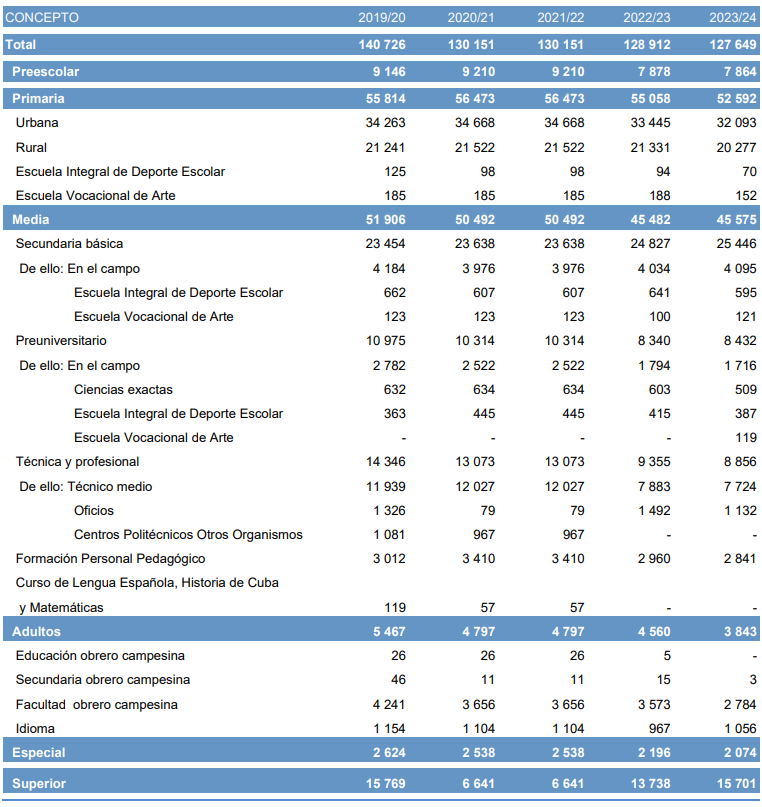 CONCEPTO 2019/20 2020/21 2021/22 2022/23 2023/24
Total 140 726 130 151 130 151 128 912 127 649
Preescolar 9 146 9 210 9 210 7 878 7 864
Primaria 55 814 56 473 56 473 55 058 52 592
Urbana 34 263 34 668 34 668 33 445 32 093
Rural 21 241 21 522 21 522 21 331 20 277
Escuela Integral de Deporte Escolar 125 98 98 94 70
Escuela Vocacional de Arte 185 185 185 188 152
Media 51 906 50 492 50 492 45 482 45 575
Secundaria básica 23 454 23 638 23 638 24 827 25 446
De ello: En el campo 4 184 3 976 3 976 4 034 4 095
Escuela Integral de Deporte Escolar 662 607 607 641 595
Escuela Vocacional de Arte 123 123 123 100 121
Preuniversitario 10 975 10 314 10 314 8 340 8 432
De ello: En el campo 2 782 2 522 2 522 1 794 1 716
Ciencias exactas 632 634 634 603 509
Escuela Integral de Deporte Escolar 363 445 445 415 387
Escuela Vocacional de Arte - - - - 119
Técnica y profesional 14 346 13 073 13 073 9 355 8 856
De ello: Técnico medio 11 939 12 027 12 027 7 883 7 724
Oficios 1 326 79 79 1 492 1 132
Centros Politécnicos Otros Organismos 1 081 967 967 - -
Formación Personal Pedagógico 3 012 3 410 3 410 2 960 2 841
Curso de Lengua Española, Historia de Cuba
y Matemáticas 119 57 57 - -
Adultos 5 467 4 797 4 797 4 560 3 843
Educación obrero campesina 26 26 26 5 -
Secundaria obrero campesina 46 11 11 15 3
Facultad obrero campesina 4 241 3 656 3 656 3 573 2 784
Idioma 1 154 1 104 1 104 967 1 056
Especial 2 624 2 538 2 538 2 196 2 074
Superior 15 769 6 641 6 641 13 738 15 701